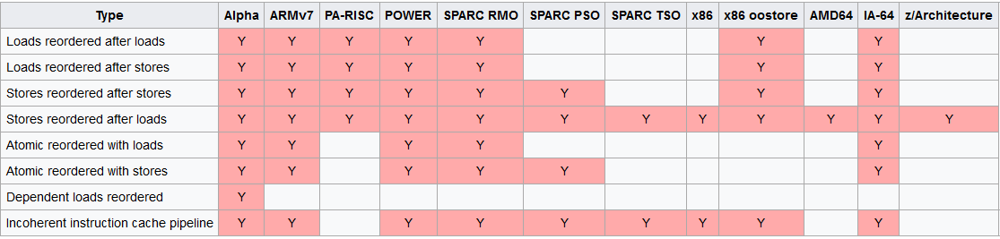 Type Alpha ARMv7 PA-RISC POWER SPARC RMO SPARC PSO SPARC TSO x86 x86 oostore AMD64 IA-64 z/Architecture
Loads reordered after loads Y Y Y Y Y Y Y
Loads reordered after stores Y Y Y Y Y Y Y
Stores reordered after stores Y Y Y Y Y Y Y Y
Stores reordered after loads Y Y Y Y Y Y Y Y Y Y Y Y
Atomic reordered with loads Y Y Y Y Y
Atomic reordered with stores Y Y Y Y Y Y
Dependent loads reordered Y
Incoherent instruction cache pipeline Y Y Y Y Y Y Y Y Y